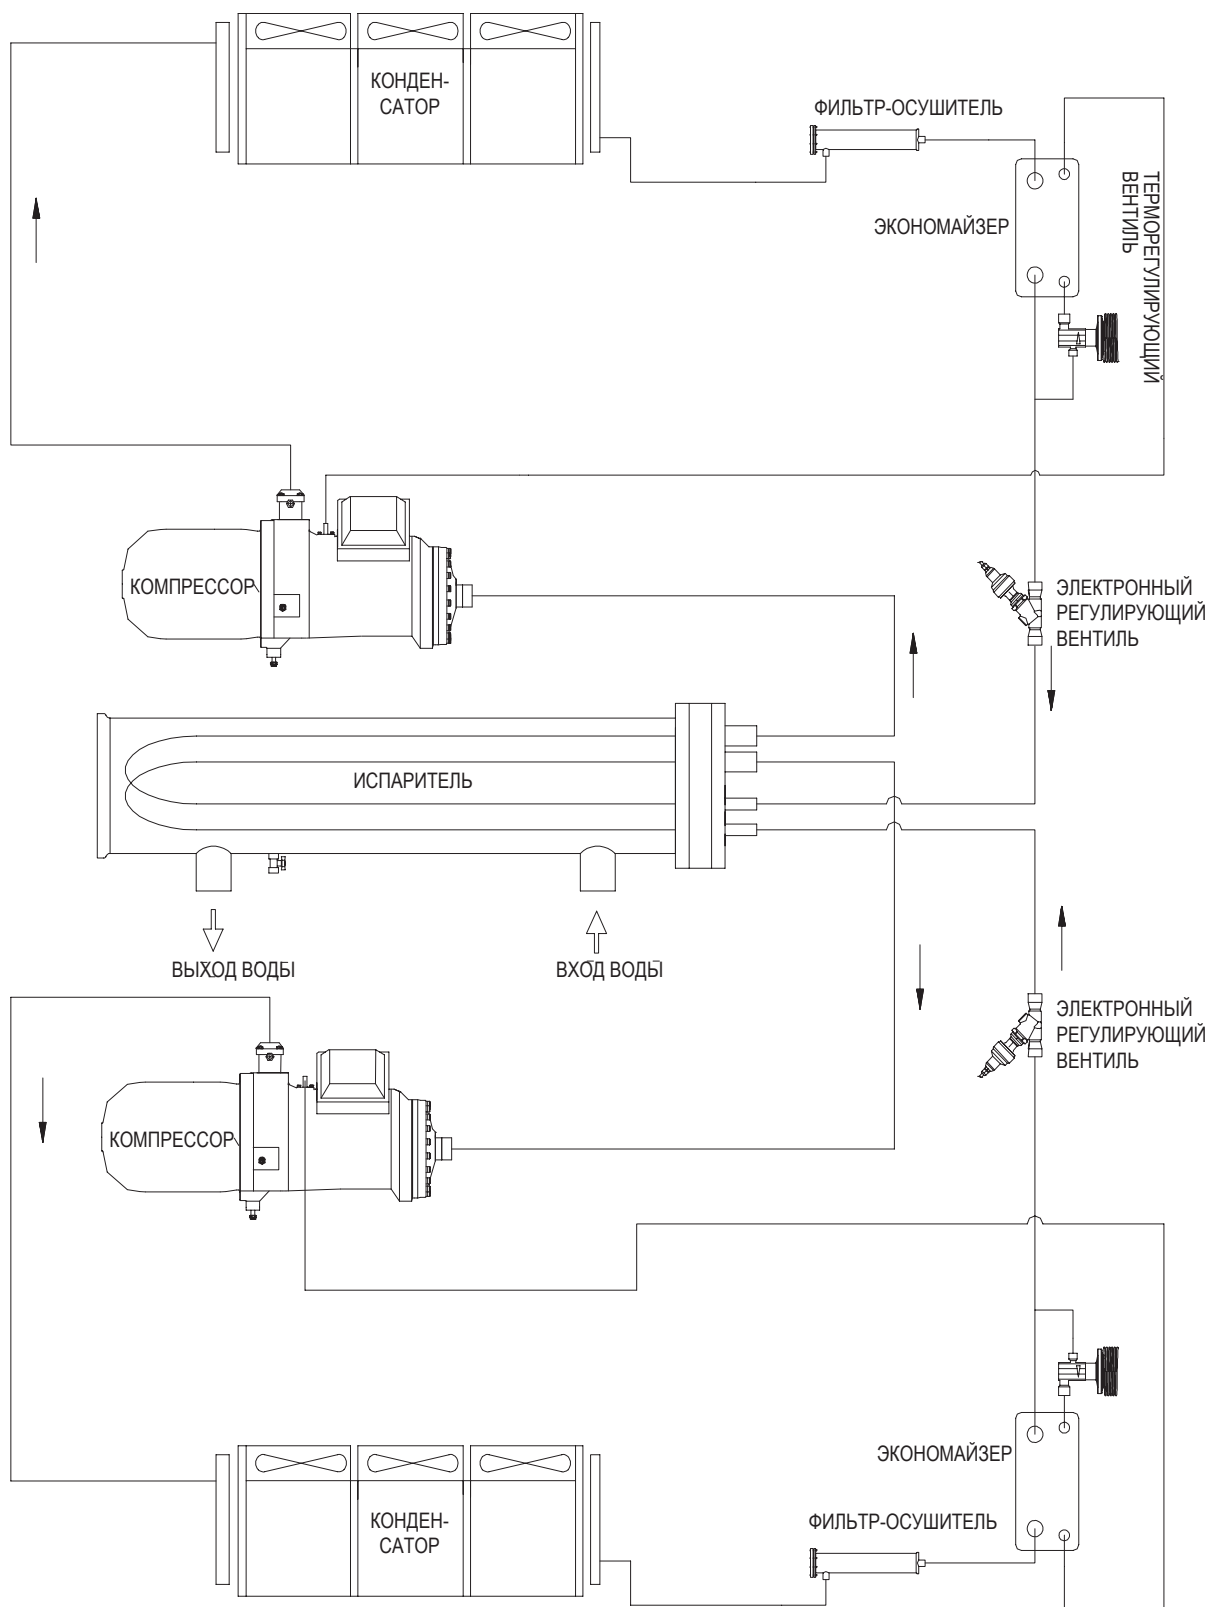 КОНДЕН-
САТОР
ФИЛЬТР-ОСУШИТЕЛЬ
ЭКОНОМАЙЗЕР
ТЕРМОРЕГУЛИРУЮЩИЙ
ВЕНТИЛЬ
КОМПРЕССОР
ЭЛЕКТРОННЫЙ
РЕГУЛИРУЮЩИЙ
ВЕНТИЛЬ
ИСПАРИТЕЛЬ
ВЫХОД ВОДЫ
ВХОД ВОДЫ
ЭЛЕКТРОННЫЙ
РЕГУЛИРУЮЩИЙ
ВЕНТИЛЬ
КОМПРЕССОР
ЭКОНОМАЙЗЕР
КОНДЕН-
САТОР
ФИЛЬТР-ОСУШИТЕЛЬ